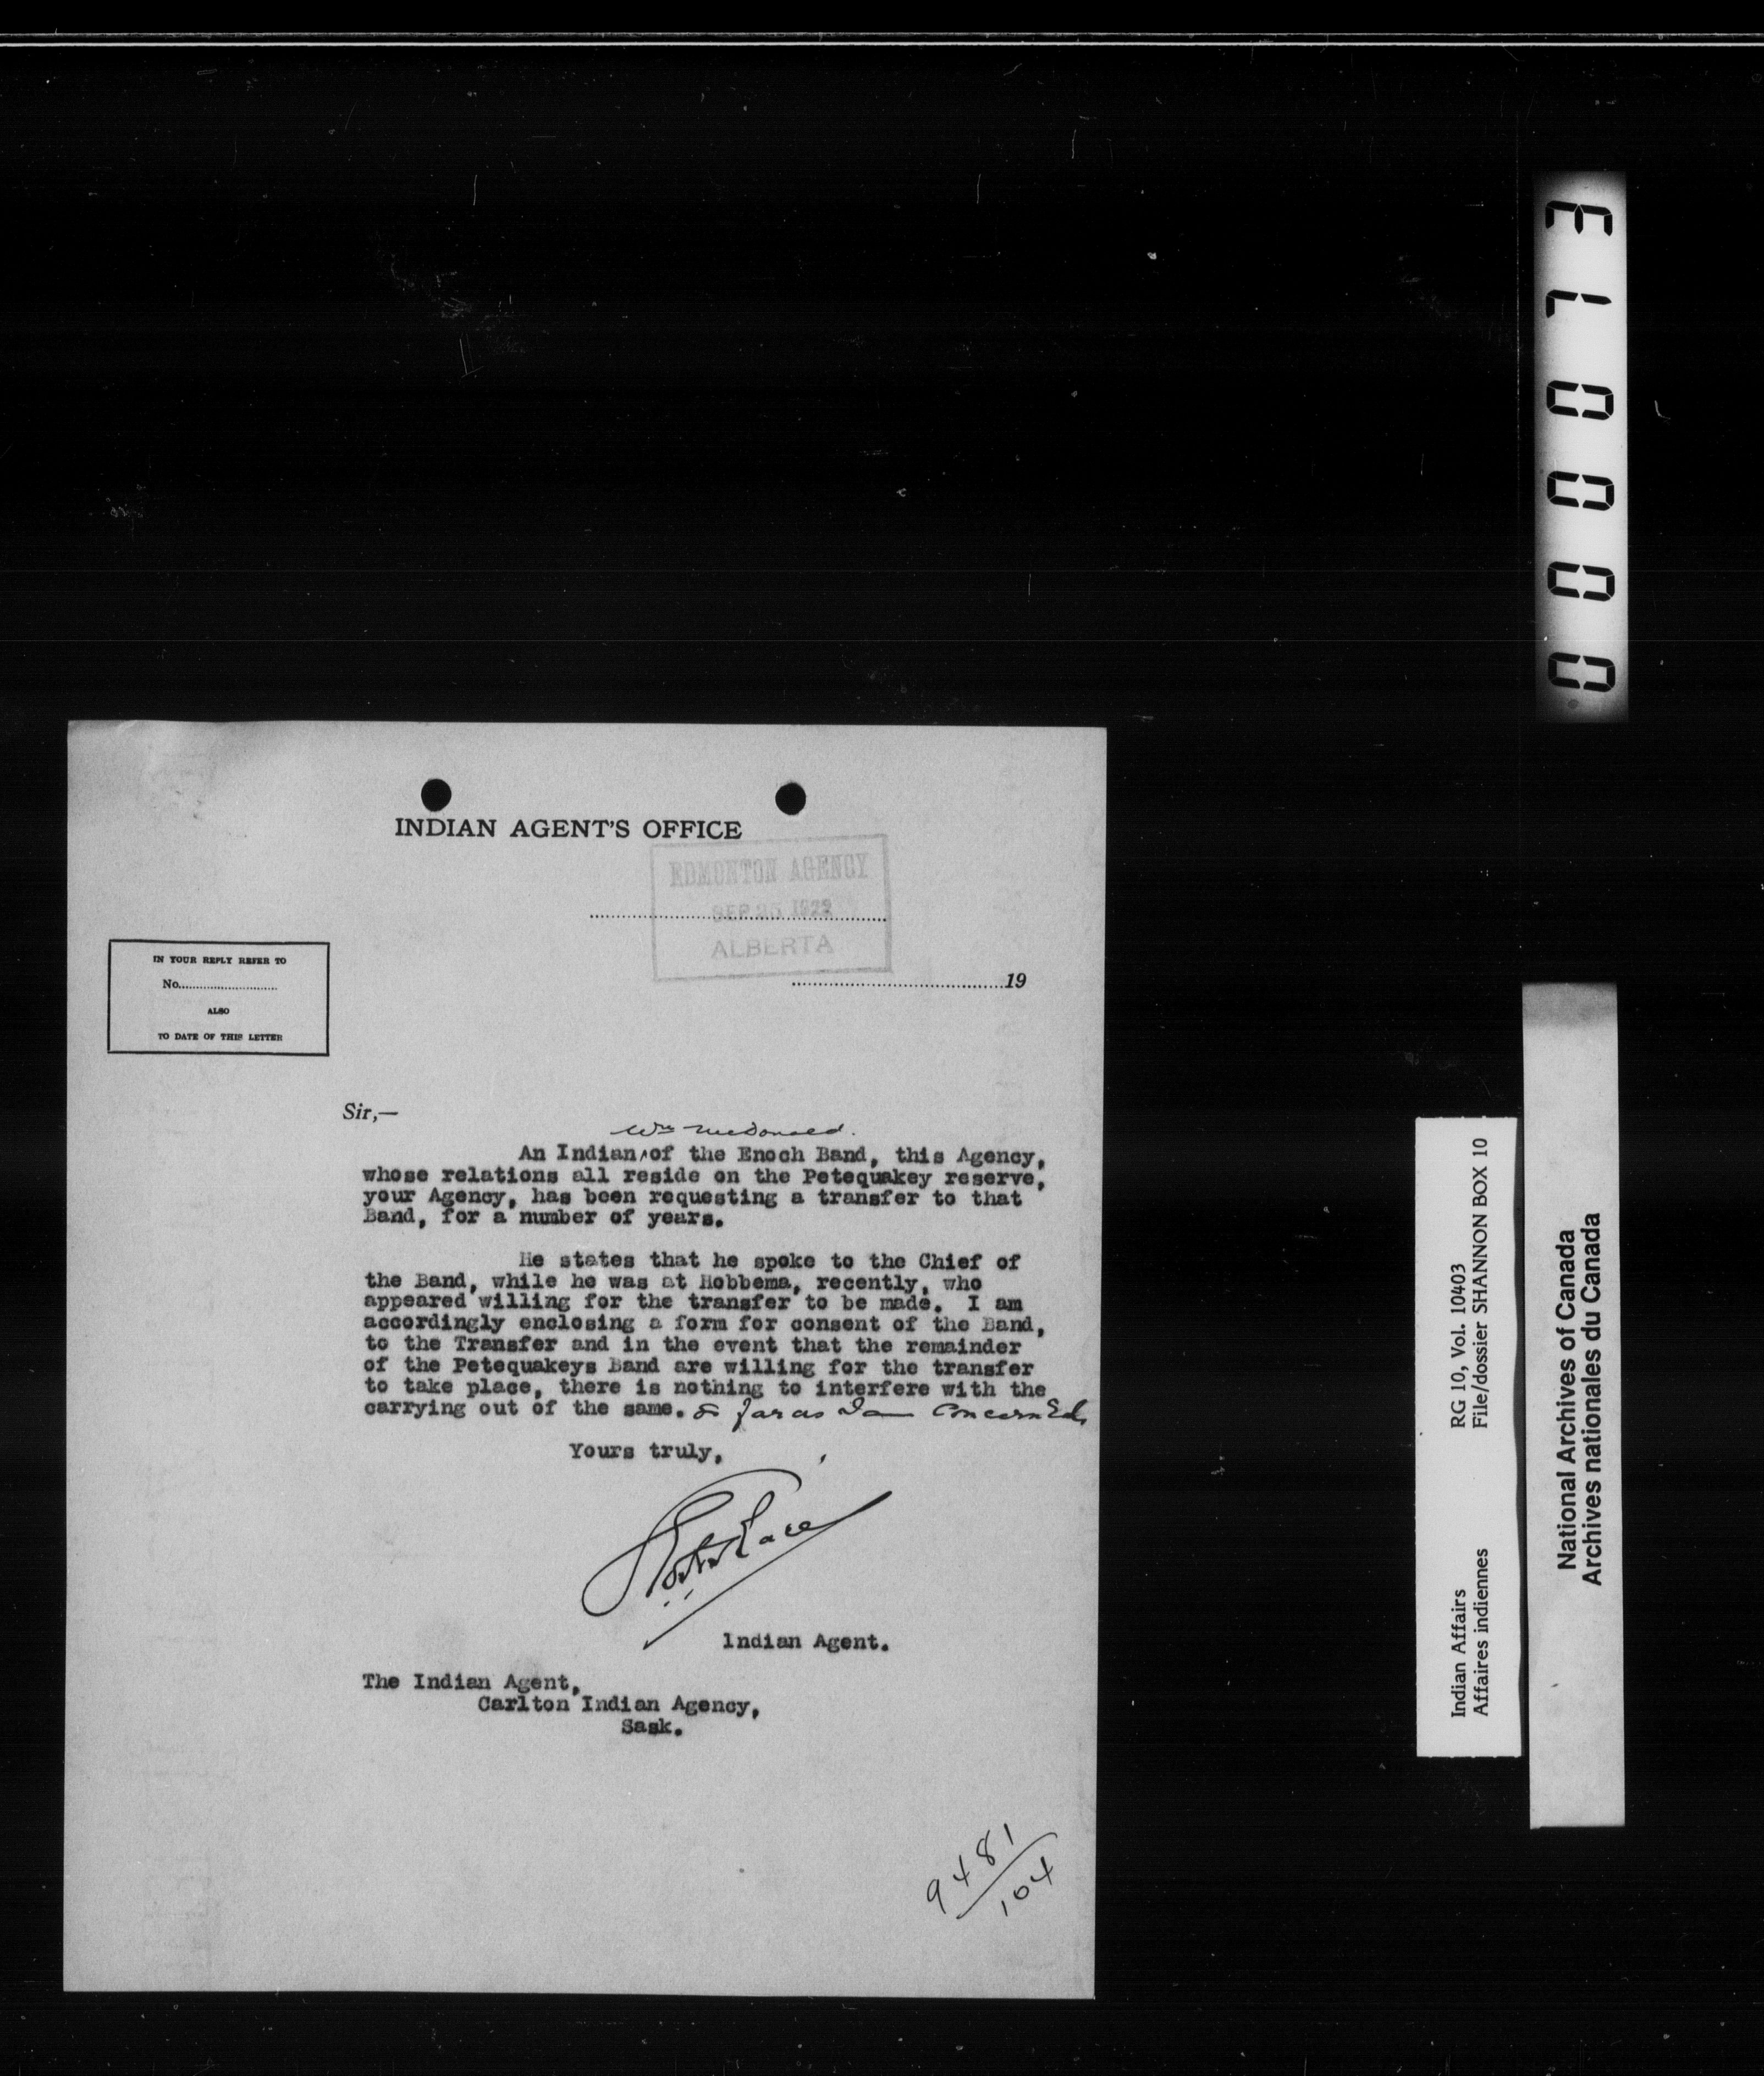 INDIAN AGENT'S OFFICE
EDMONTON AGENCY
SEP 25 1922
ALBERTA
19
IN YOUR REPLY REFER TO
No.
ALSO
TO DATE OF THIS LETTER
Sir,—
Wm McDonald.
An Indian of the Enoch Band, this Agency,
whose relations all reside on the Petequakey reserve,
your Agency, has been requesting a transfer to that
Band, for a number of years.
He states that he spoke to the Chief of
the Band, while he was at Hobbema, recently, who
appeared willing for the transfer to be made. I am
accordingly enclosing a form for consent of the Band,
to the Transfer and in the event that the remainder
of the Petequakeys Band are willing for the transfer
to take place, there is nothing to interfere with the
carrying out of the same. far as I am concerned,
Yours truly,
Indian Agent.
The Indian Agent,
Carlton Indian Agency,
Sask.
9481
104
000013
Indian Affairs RG 10, Vol. 10403
Affaires indiennes File/dossier SHANNON BOX 10
National Archives of Canada
Archives nationales du Canada